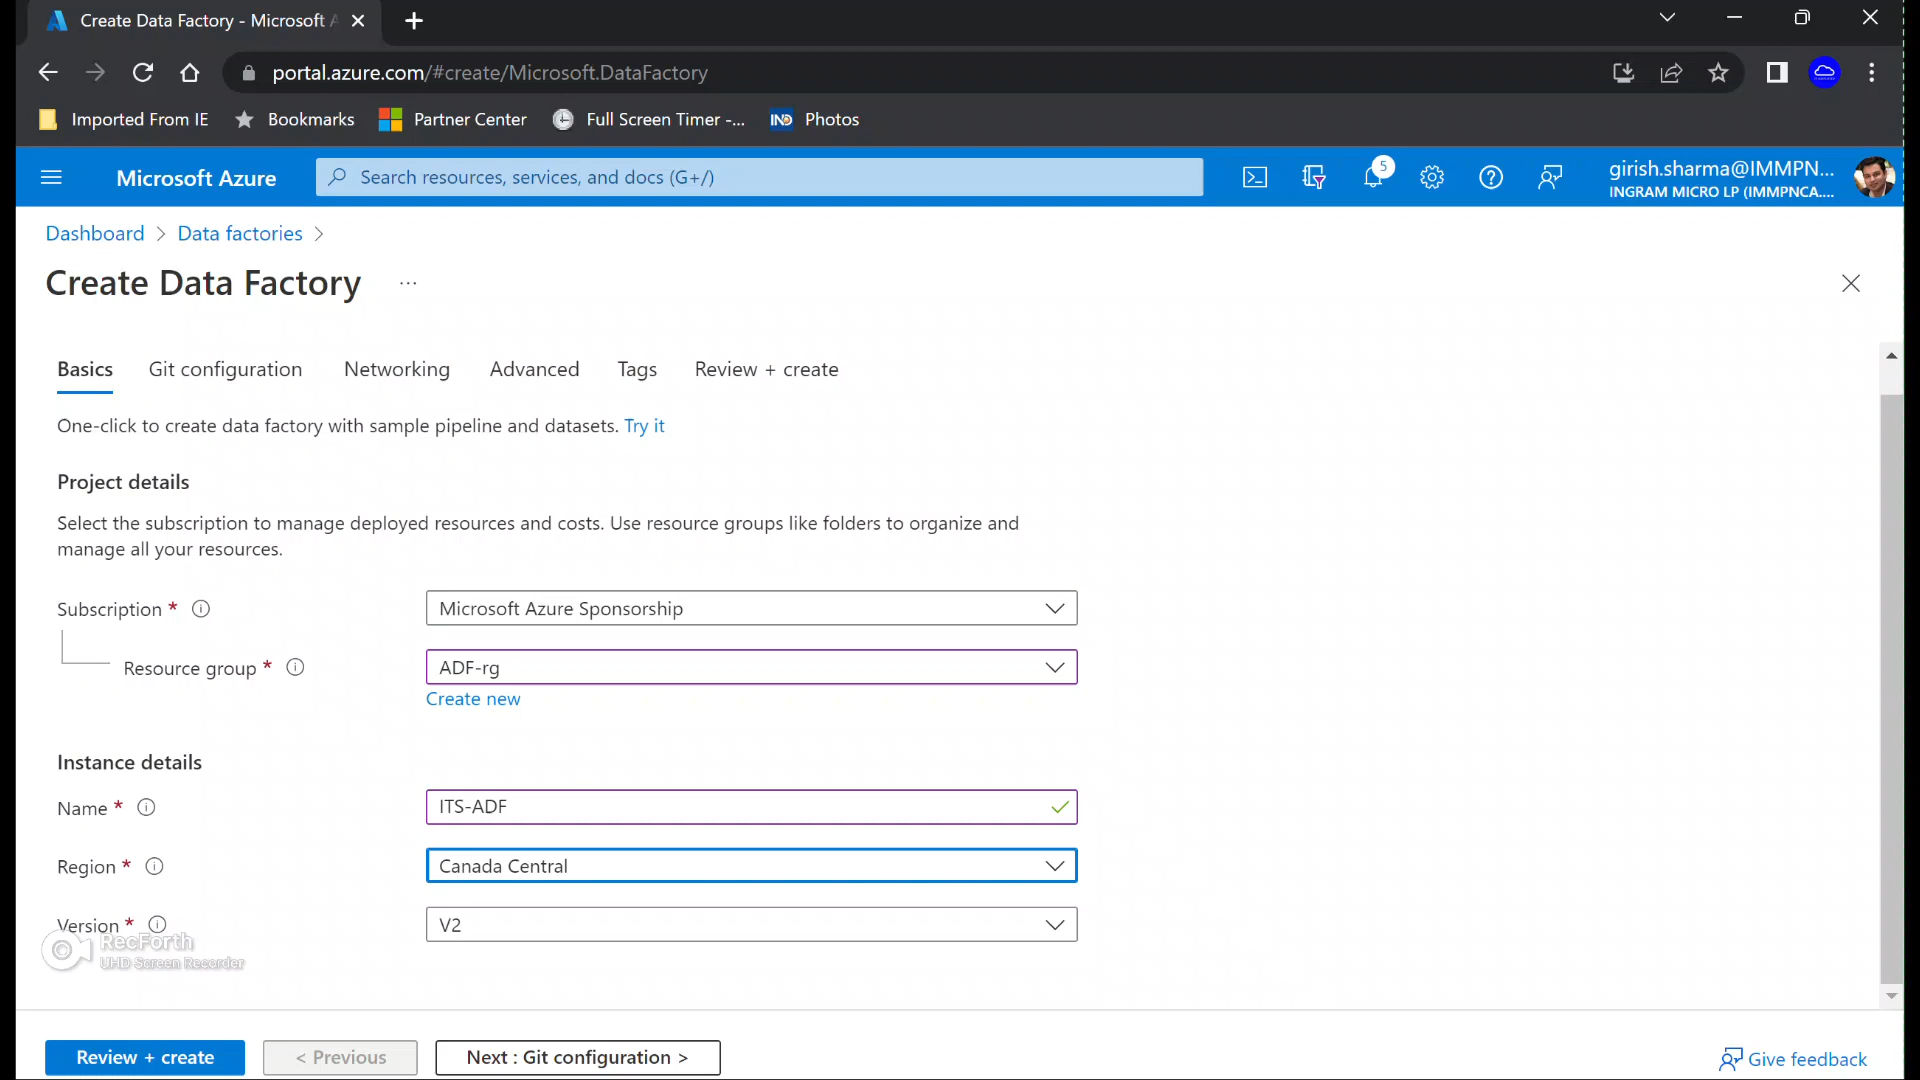 Create Data Factory - Microsoft A
portal.azure.com/#create/Microsoft.DataFactory
Imported From IE
Bookmarks
Partner Center
Full Screen Timer -...
IND
Photos
Microsoft Azure
Search resources, services, and docs (G+/)
5
girish.sharma@IMMPN...
INGRAM MICRO LP (IMMPNCA....
Dashboard > Data factories >
Create Data Factory ...
Basics
Git configuration
Networking
Advanced
Tags
Review + create
One-click to create data factory with sample pipeline and datasets. Try it
Project details
Select the subscription to manage deployed resources and costs. Use resource groups like folders to organize and
manage all your resources.
Subscription *
Microsoft Azure Sponsorship
Resource group *
ADF-rg
Create new
Instance details
Name *
ITS-ADF
Region *
Canada Central
Version *
V2
RecForth
UHD Screen Recorder
Review + create
< Previous
Next : Git configuration >
Give feedback